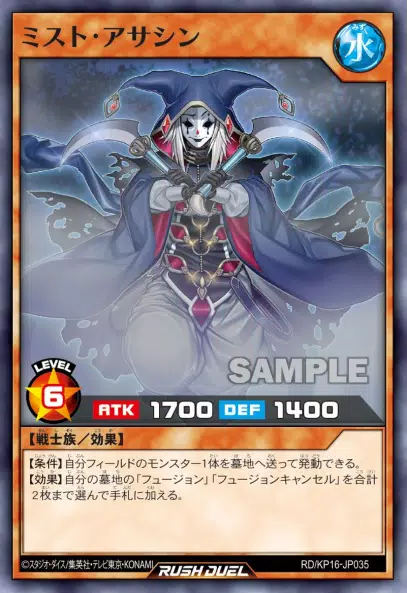 ミスト・アサシン
水
みず
SAMPLE
LEVEL
6
ATK 1700 DEF 1400
【戦士族／効果】
【条件】自分フィールドのモンスター1体を墓地へ送って発動できる。
【効果】自分の墓地の「フュージョン」「フュージョンキャンセル」を合計
2枚まで選んで手札に加える。
©スタジオ・ダイス/集英社・テレビ東京・KONAMI
RUSH DUEL
RD/KP16-JP035